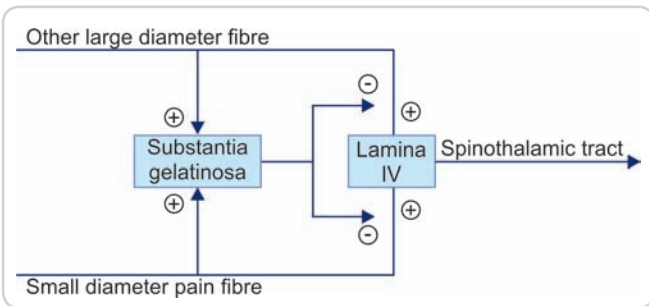 Other large diameter fibre
⊖
⊕
⊕
Substantia
gelatinosa
Lamina
IV
Spinothalamic tract
⊕
⊕
⊖
Small diameter pain fibre